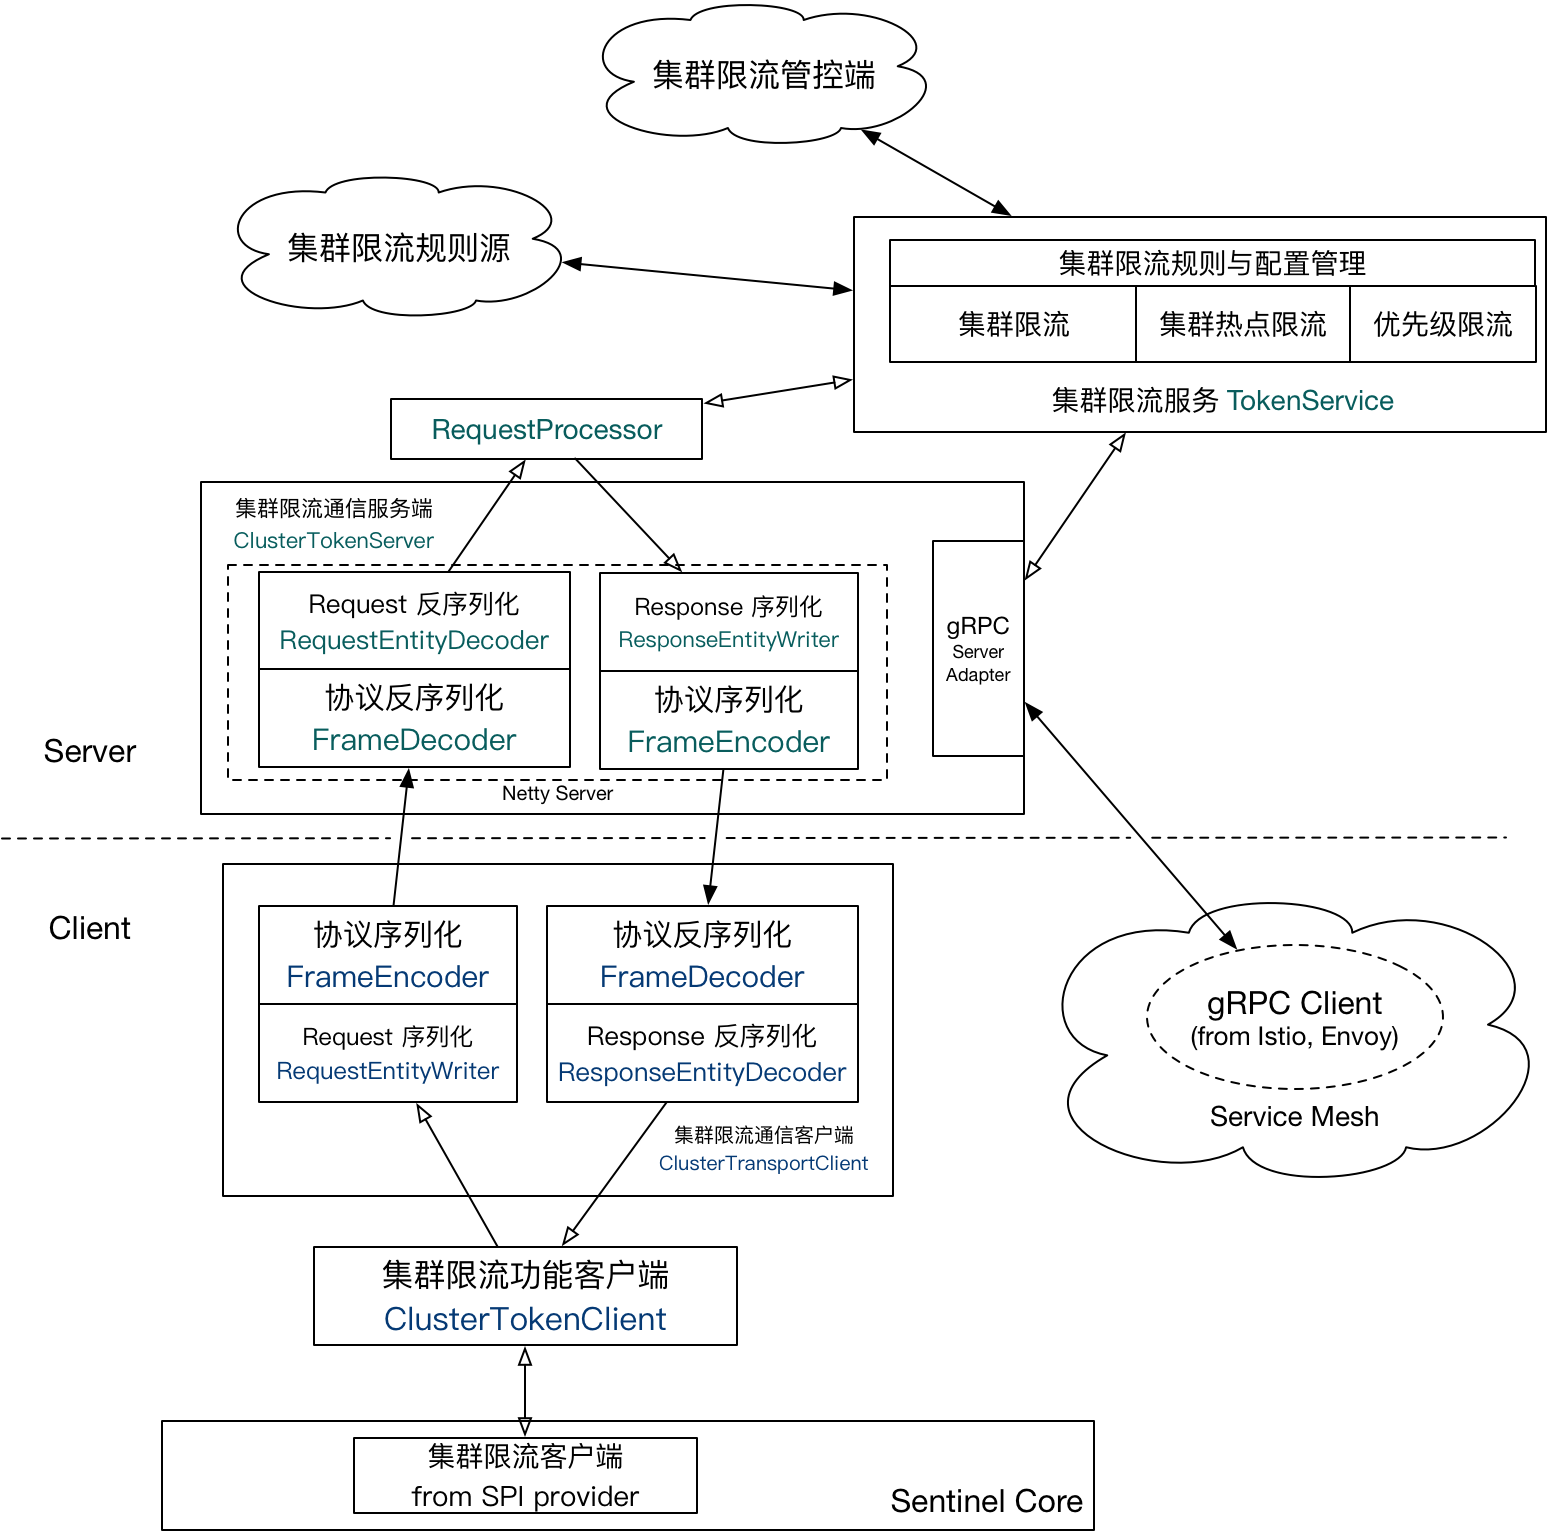 集群限流管控端
集群限流规则源
集群限流规则与配置管理
集群限流
集群热点限流
优先级限流
集群限流服务 TokenService
RequestProcessor
集群限流通信服务端
ClusterTokenServer
Request 反序列化
RequestEntityDecoder
协议反序列化
FrameDecoder
Response 序列化
ResponseEntityWriter
协议序列化
FrameEncoder
Netty Server
gRPC
Server
Adapter
Server
Client
协议序列化
FrameEncoder
Request 序列化
RequestEntityWriter
协议反序列化
FrameDecoder
Response 反序列化
ResponseEntityDecoder
集群限流通信客户端
ClusterTransportClient
gRPC Client
(from Istio, Envoy)
Service Mesh
集群限流功能客户端
ClusterTokenClient
集群限流客户端
from SPI provider
Sentinel Core